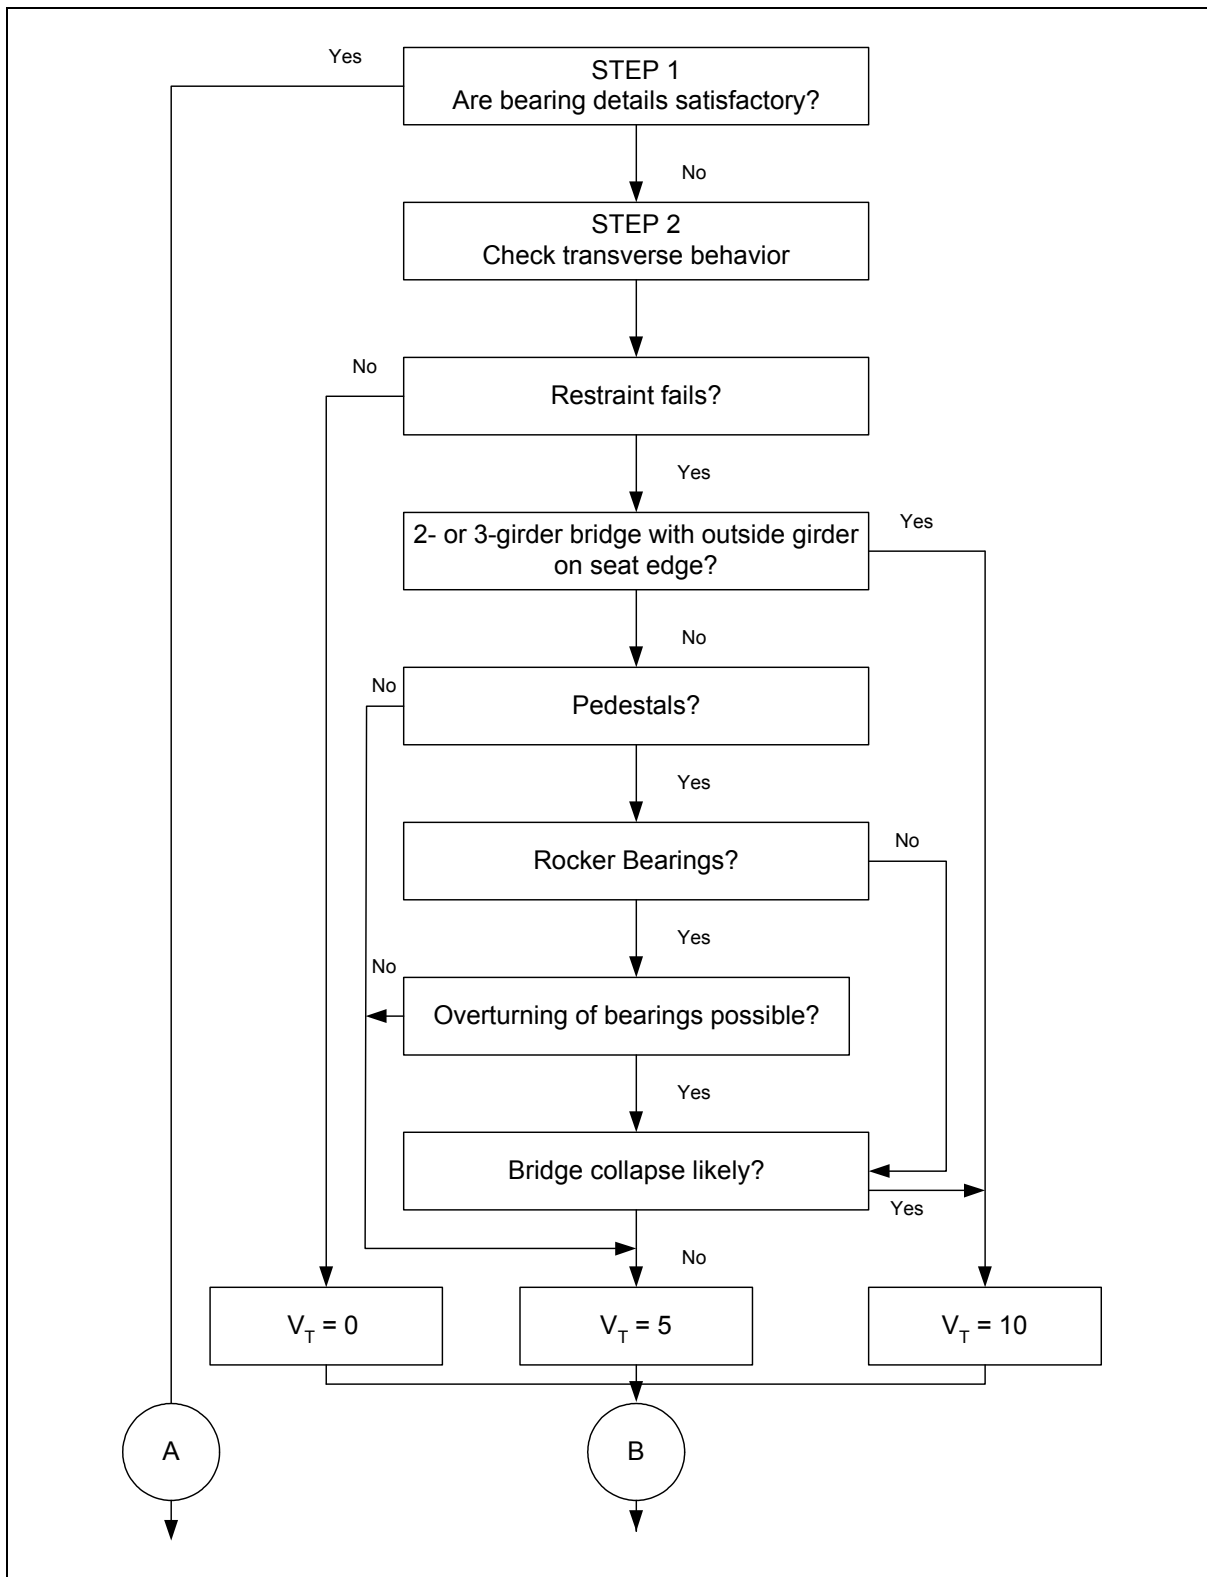 Yes
STEP 1
Are bearing details satisfactory?
No
STEP 2
Check transverse behavior
No
Restraint fails?
Yes
2- or 3-girder bridge with outside girder
on seat edge?
Yes
No
No
Pedestals?
Yes
Rocker Bearings?
No
Yes
No
Overturning of bearings possible?
Yes
Bridge collapse likely?
Yes
No
V_T = 0
V_T = 5
V_T = 10
A
B